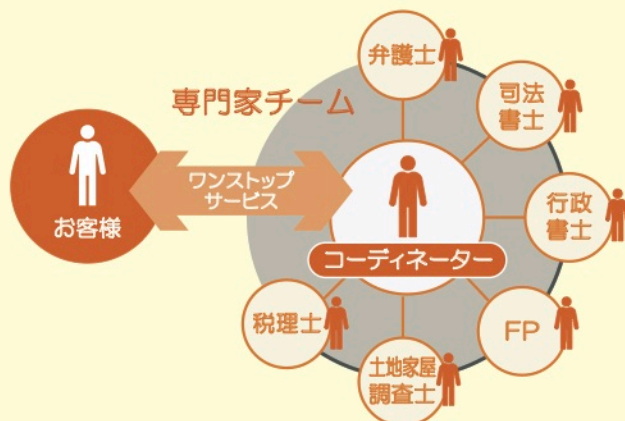 弁護士
専門家チーム
司法
書士
ワンストップ
サービス
お客様
行政
書士
コーディネーター
税理士
FP
土地家屋
調査士